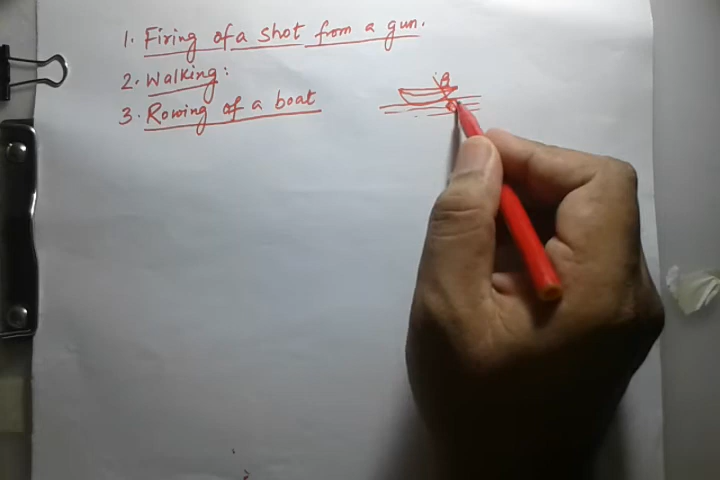 1. Firing of a shot from a gun.
2. Walking:
3. Rowing of a boat